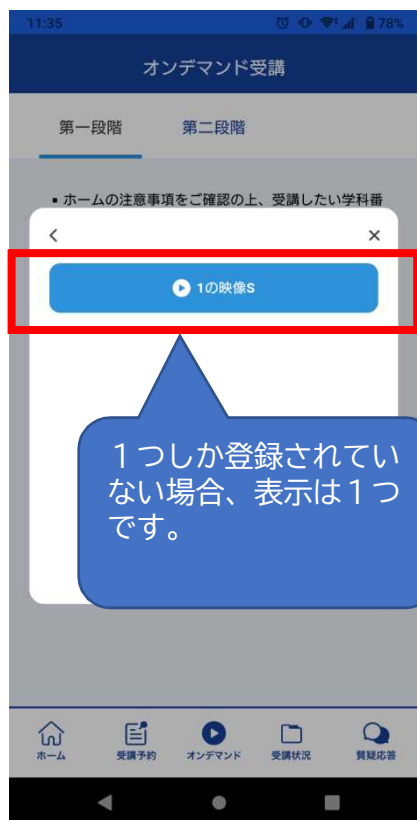 11:35
78%
オンデマンド受講
第一段階
第二段階
▪ ホームの注意事項をご確認の上、受講したい学科番
1の映像S
１つしか登録されてい
ない場合、表示は１つ
です。
ホーム
受講予約
オンデマンド
受講状況
質疑応答